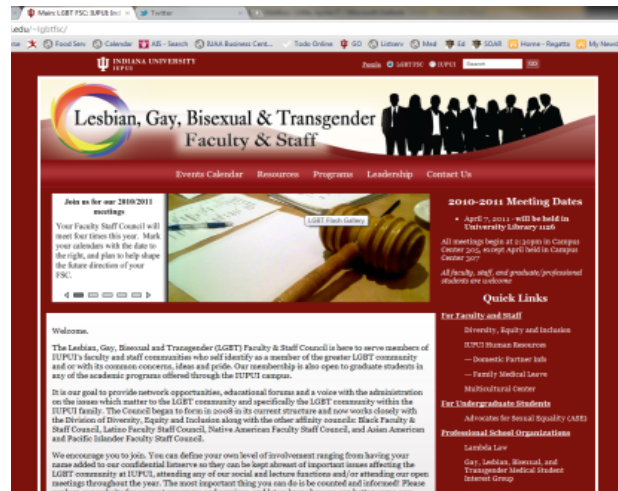 Main: LGBT FSC: IUPUI: Ind
Twitter
.edu/~lgbtfsc/
Food Serv
Calendar
AIS - Search
IUAA Business Cent...
Todo Online
GO
Listserv
Med
Ed
SOAR
Home - Regatta
My News
INDIANA UNIVERSITY
IUPUI
People
LGBTFSC
IUPUI
Search
GO
Lesbian, Gay, Bisexual & Transgender
Faculty & Staff
Events Calendar
Resources
Programs
Leadership
Contact Us
Join us for our 2010/2011
meetings
Your Faculty Staff Council will
meet four times this year. Mark
your calendars with the date to
the right, and plan to help shape
the future direction of your
FSC.
LGBT Flash Gallery
2010-2011 Meeting Dates
April 7, 2011 - will be held in
University Library 1126
All meetings begin at 2:30pm in Campus
Center 305, except April held in Campus
Center 307
All faculty, staff, and graduate/professional
students are welcome
Quick Links
For Faculty and Staff
Diversity, Equity and Inclusion
IUPUI Human Resources
— Domestic Partner Info
— Family Medical Leave
Multicultural Center
For Undergraduate Students
Advocates for Sexual Equality (ASE)
Professional School Organizations
Lambda Law
Gay, Lesbian, Bisexual, and
Transgender Medical Student
Interest Group
Welcome.
The Lesbian, Gay, Bisexual and Transgender (LGBT) Faculty & Staff Council is here to serve members of
IUPUI's faculty and staff communities who self identify as a member of the greater LGBT community
and or with its common concerns, ideas and pride. Our membership is also open to graduate students in
any of the academic programs offered through the IUPUI campus.
It is our goal to provide network opportunities, educational forums and a voice with the administration
on the issues which matter to the community and specifically the LGBT community within the
IUPUI family. The Council began to form in 2008 in its current structure and now works closely with
the Division of Diversity, Equity and Inclusion along with the other affinity councils: Black Faculty &
Staff Council, Latino Faculty Staff Council, Native American Faculty Staff Council, and Asian American
and Pacific Islander Faculty Staff Council.
We encourage you to join. You can define your own level of involvement ranging from having your
name added to our confidential listserve so they can be kept abreast of important issues affecting the
LGBT community at IUPUI, attending any of our social and lecture functions and/or attending our open
meetings throughout the year. The most important thing you can do is be counted and informed! Please